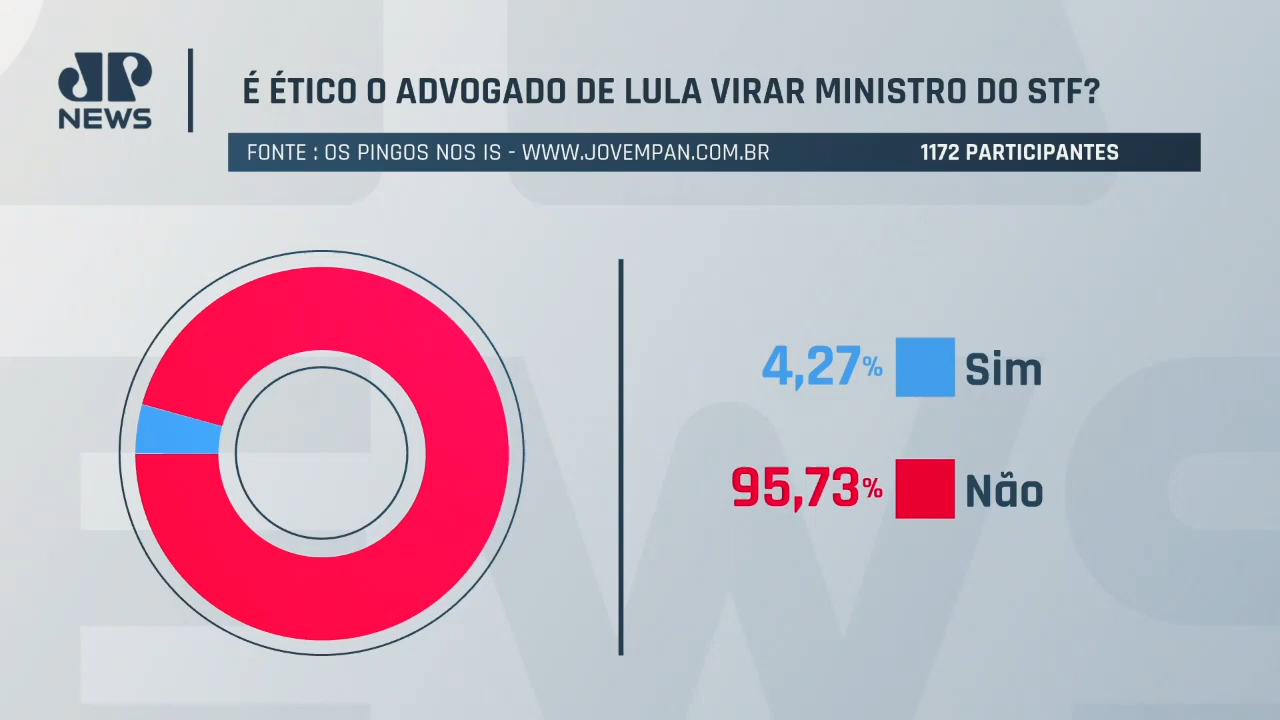 JP
NEWS
É ÉTICO O ADVOGADO DE LULA VIRAR MINISTRO DO STF?
FONTE : OS PINGOS NOS IS - WWW.JOVEMPAN.COM.BR 1172 PARTICIPANTES
4,27% Sim
95,73% Não